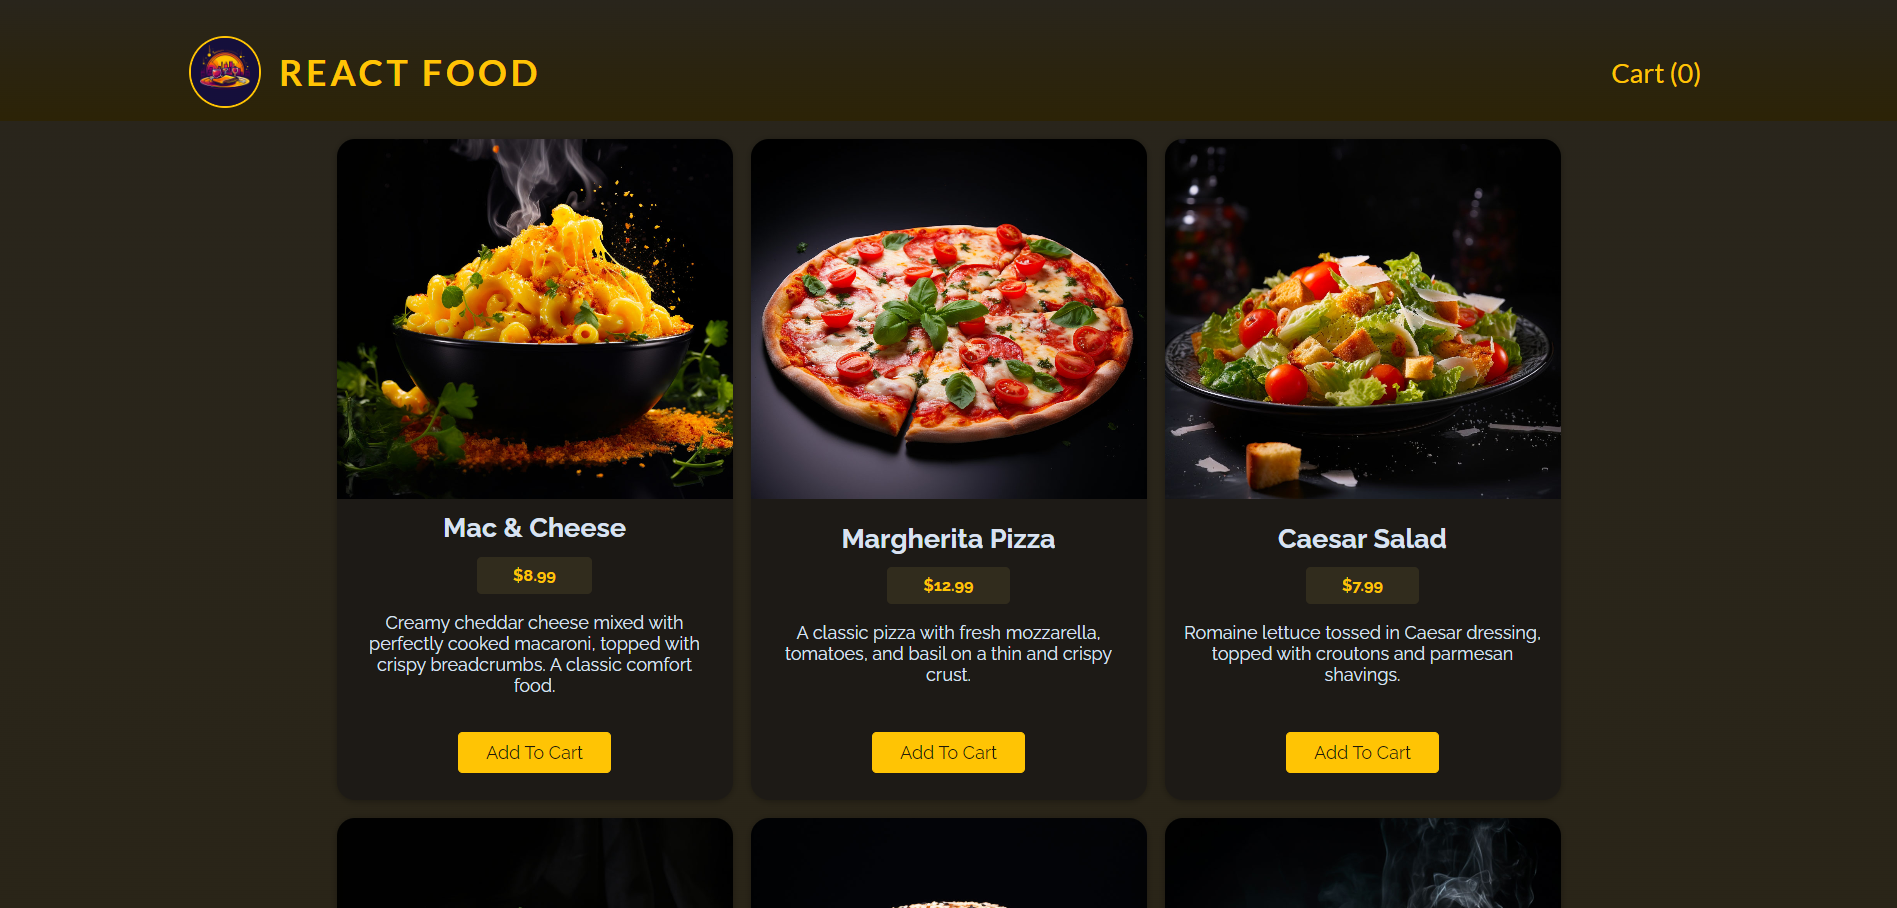 REACT FOOD
Cart (0)
Mac & Cheese
$8.99
Creamy cheddar cheese mixed with
perfectly cooked macaroni, topped with
crispy breadcrumbs. A classic comfort
food.
Add To Cart
Margherita Pizza
$12.99
A classic pizza with fresh mozzarella,
tomatoes, and basil on a thin and crispy
crust.
Add To Cart
Caesar Salad
$7.99
Romaine lettuce tossed in Caesar dressing,
topped with croutons and parmesan
shavings.
Add To Cart